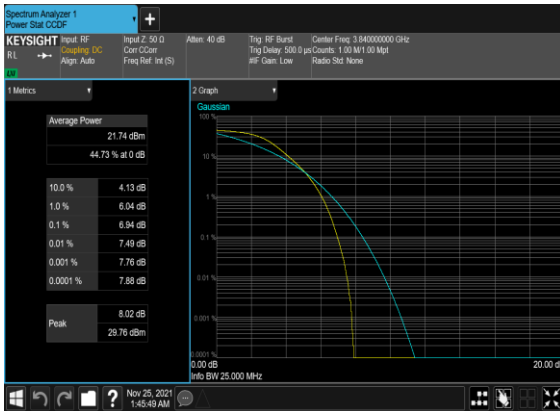 Spectrum Analyzer 1
Power Stat CCDF
+
KEYSIGHT
RL
LXI
Input: RF
Coupling: DC
Align: Auto
Input Z: 50 Ω
Corr CCorr
Freq Ref: Int (S)
Atten: 40 dB
Trig: RF Burst
Trig Delay: 500.0 µs
#IF Gain: Low
Center Freq: 3.840000000 GHz
Counts: 1.00 M/1.00 Mpt
Radio Std: None
1 Metrics
Average Power
21.74 dBm
44.73 % at 0 dB
10.0 % 4.13 dB
1.0 % 6.04 dB
0.1 % 6.94 dB
0.01 % 7.49 dB
0.001 % 7.76 dB
0.0001 % 7.88 dB
Peak
8.02 dB
29.76 dBm
2 Graph
Gaussian
100 %
10 %
1 %
0.1 %
0.01 %
0.001 %
0.0001 %
0.00 dB
20.00 d
Info BW 25.000 MHz
?
Nov 25, 2021
1:45:49 AM